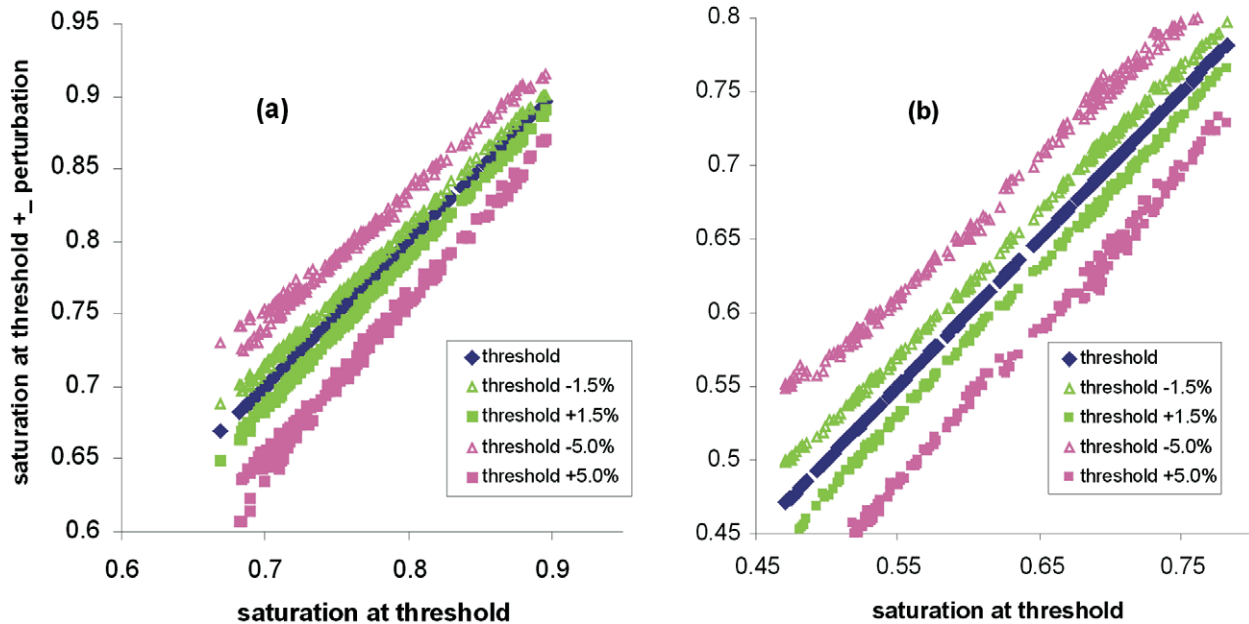 (a)
saturation at threshold +_ perturbation
0.95
0.9
0.85
0.8
0.75
0.7
0.65
0.6
0.6
0.7
0.8
0.9
saturation at threshold
threshold
threshold -1.5%
threshold +1.5%
threshold -5.0%
threshold +5.0%
(b)
0.8
0.75
0.7
0.65
0.6
0.55
0.5
0.45
0.45
0.55
0.65
0.75
saturation at threshold
threshold
threshold -1.5%
threshold +1.5%
threshold -5.0%
threshold +5.0%